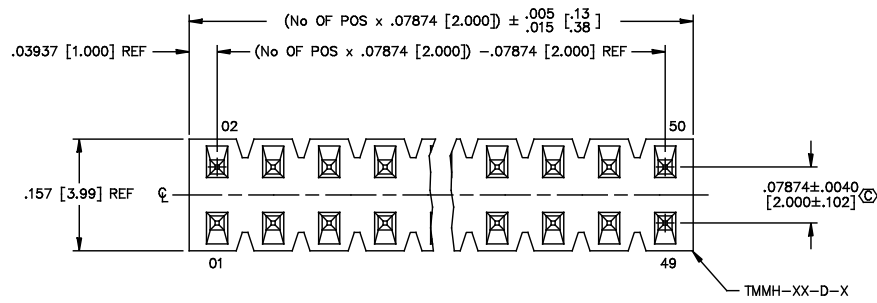 (No OF POS x .07874 [2.000]) ± .005 [.13
.015 .38]
.03937 [1.000] REF
(No OF POS x .07874 [2.000]) -.07874 [2.000] REF
02
50
.157 [3.99] REF
℄
.07874±.0040
[2.000±.102]
C
01
49
TMMH-XX-D-X